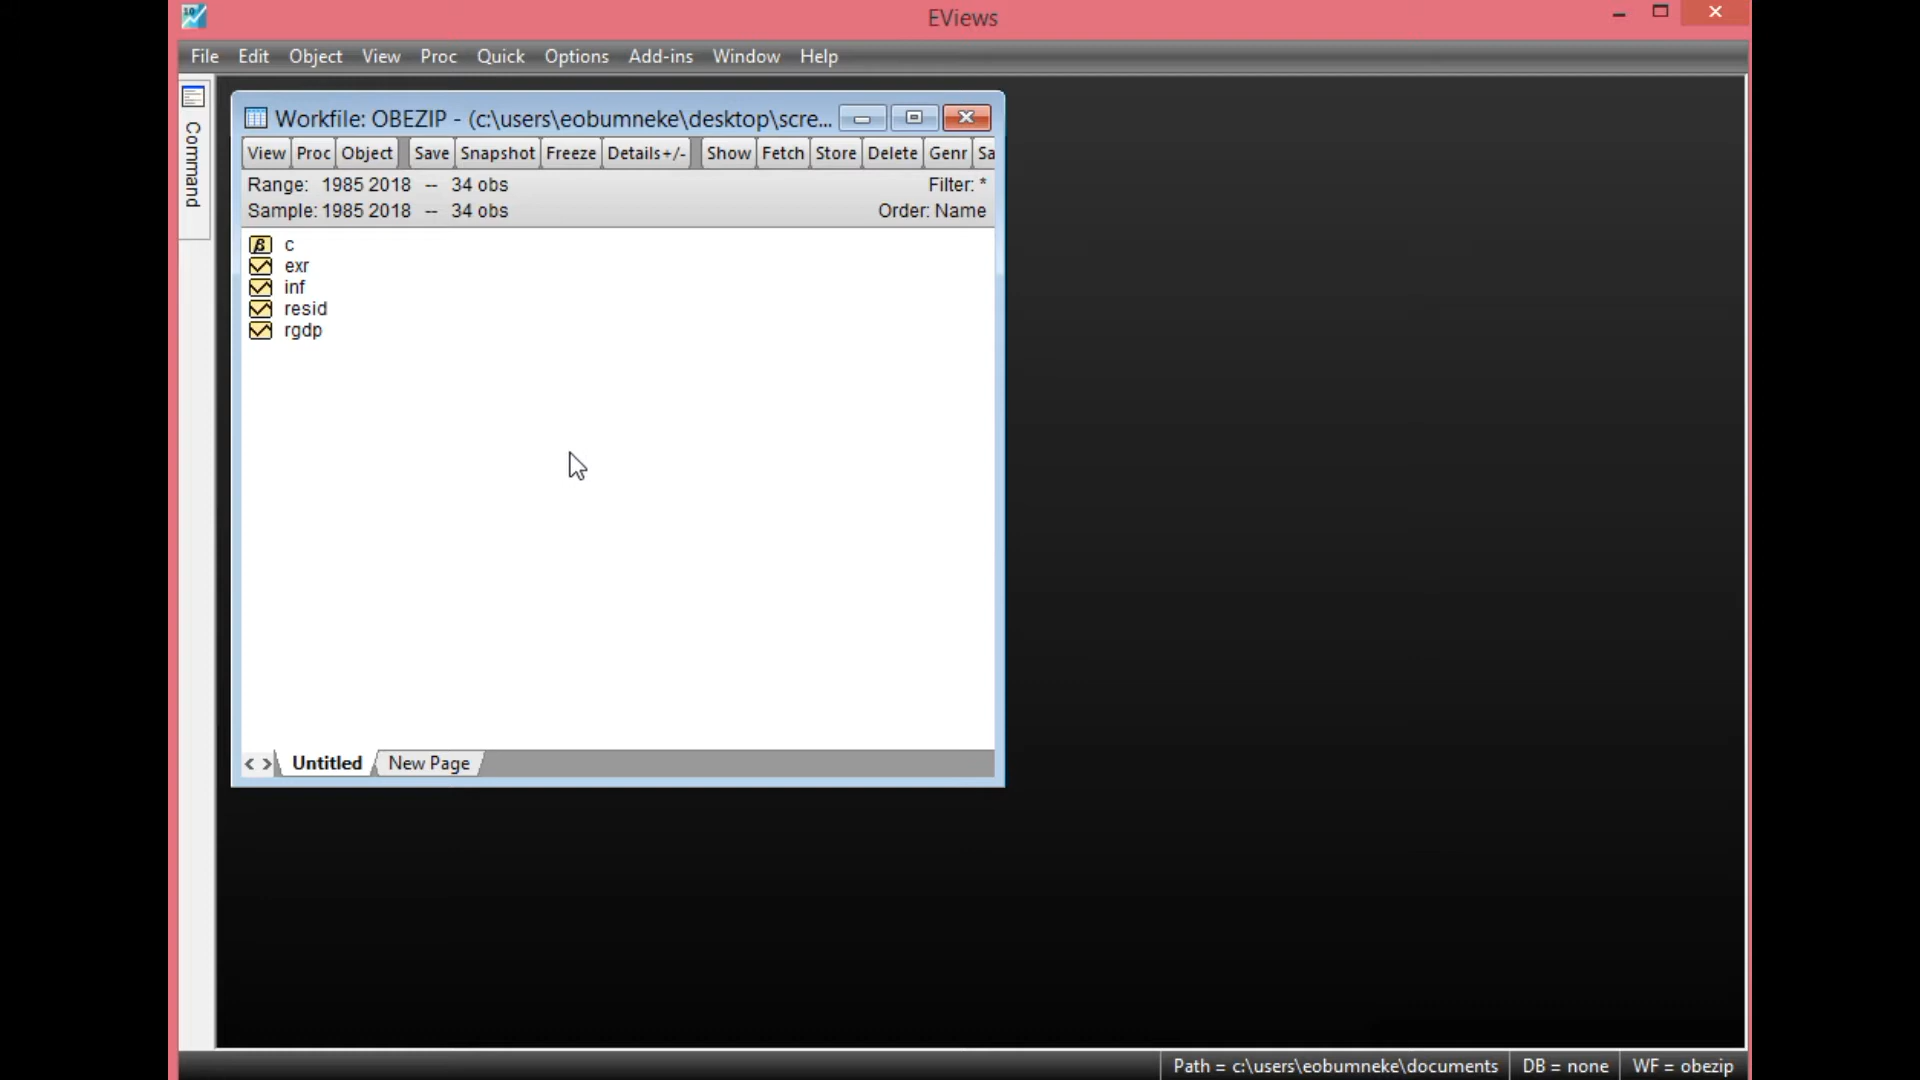 10
EViews
File Edit Object View Proc Quick Options Add-ins Window Help
Command
Workfile: OBEZIP - (c:\users\eobumneke\desktop\scre...
View Proc Object Save Snapshot Freeze Details+/- Show Fetch Store Delete Genr Sa
Range: 1985 2018 -- 34 obs Filter: *
Sample: 1985 2018 -- 34 obs Order: Name
β c
exr
inf
resid
rgdp
< > Untitled New Page
Path = c:\users\eobumneke\documents DB = none WF = obezip